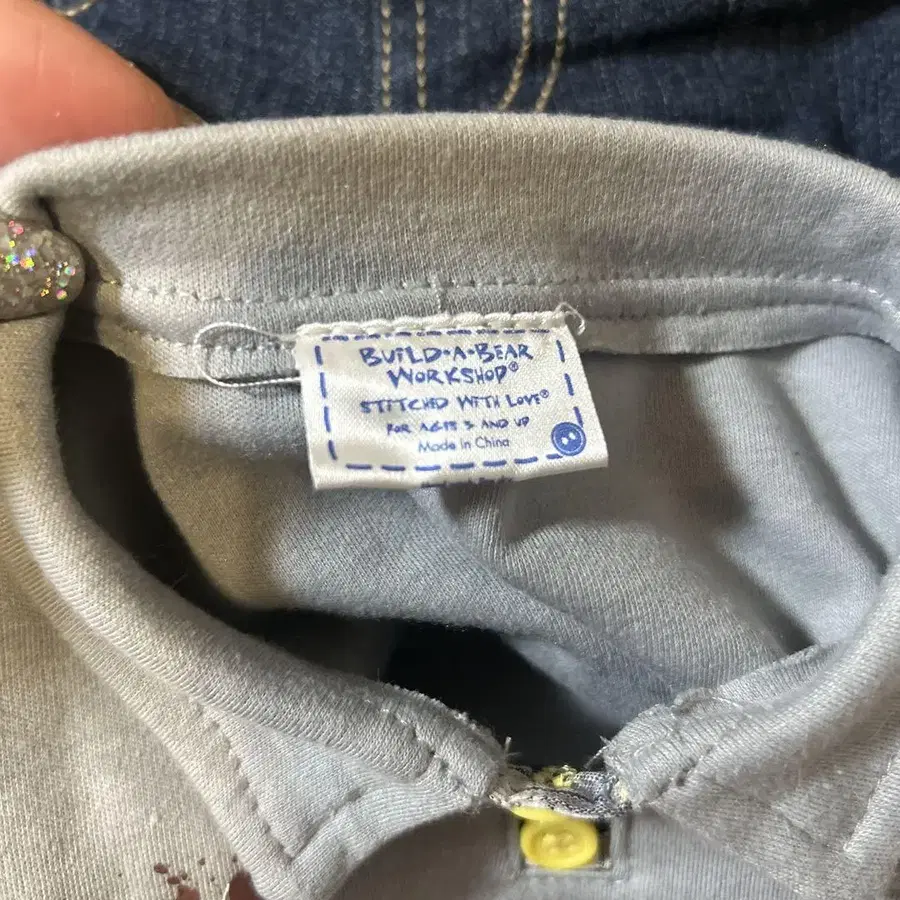 BUILD-A-BEAR
WORKSHOP®
STITCHED WITH LOVE®
FOR AGES 3 AND UP
Made in China